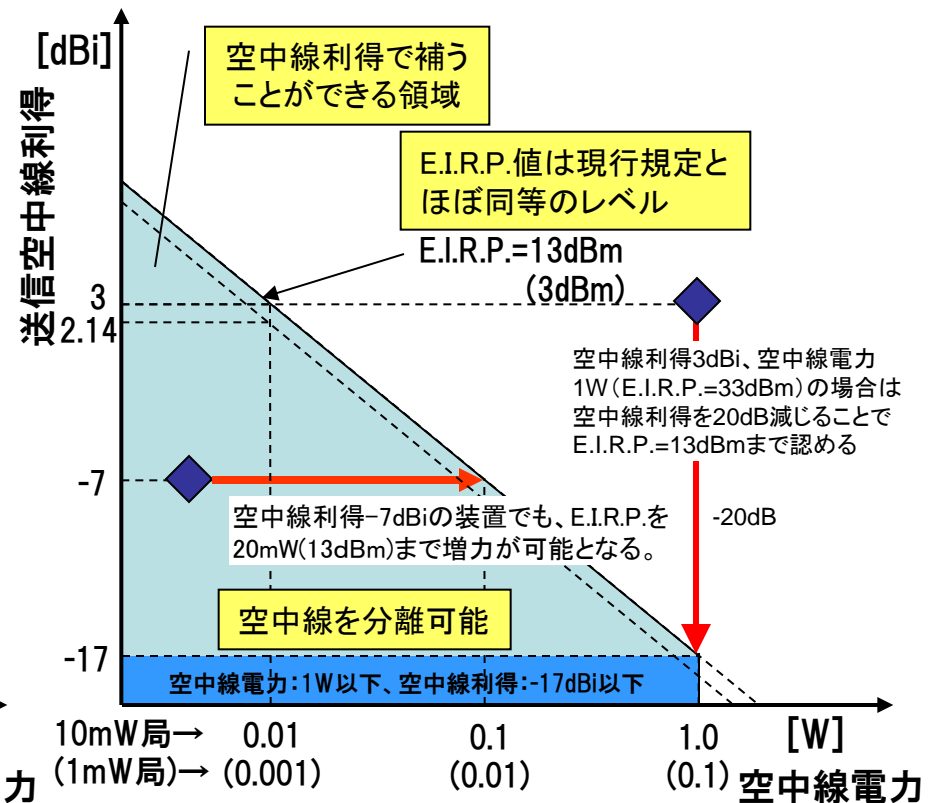 [dBi]
送信空中線利得
空中線利得で補う
ことができる領域
E.I.R.P.値は現行規定と
ほぼ同等のレベル
E.I.R.P.=13dBm
(3dBm)
3
2.14
空中線利得3dBi、空中線電力
1W(E.I.R.P.=33dBm)の場合は
空中線利得を20dB減じることで
E.I.R.P.=13dBmまで認める
-7
空中線利得-7dBiの装置でも、E.I.R.P.を
20mW(13dBm)まで増力が可能となる。
-20dB
空中線を分離可能
-17
空中線電力:1W以下、空中線利得:-17dBi以下
10mW局→ 0.01 0.1 1.0 [W]
力 (1mW局)→ (0.001) (0.01) (0.1) 空中線電力